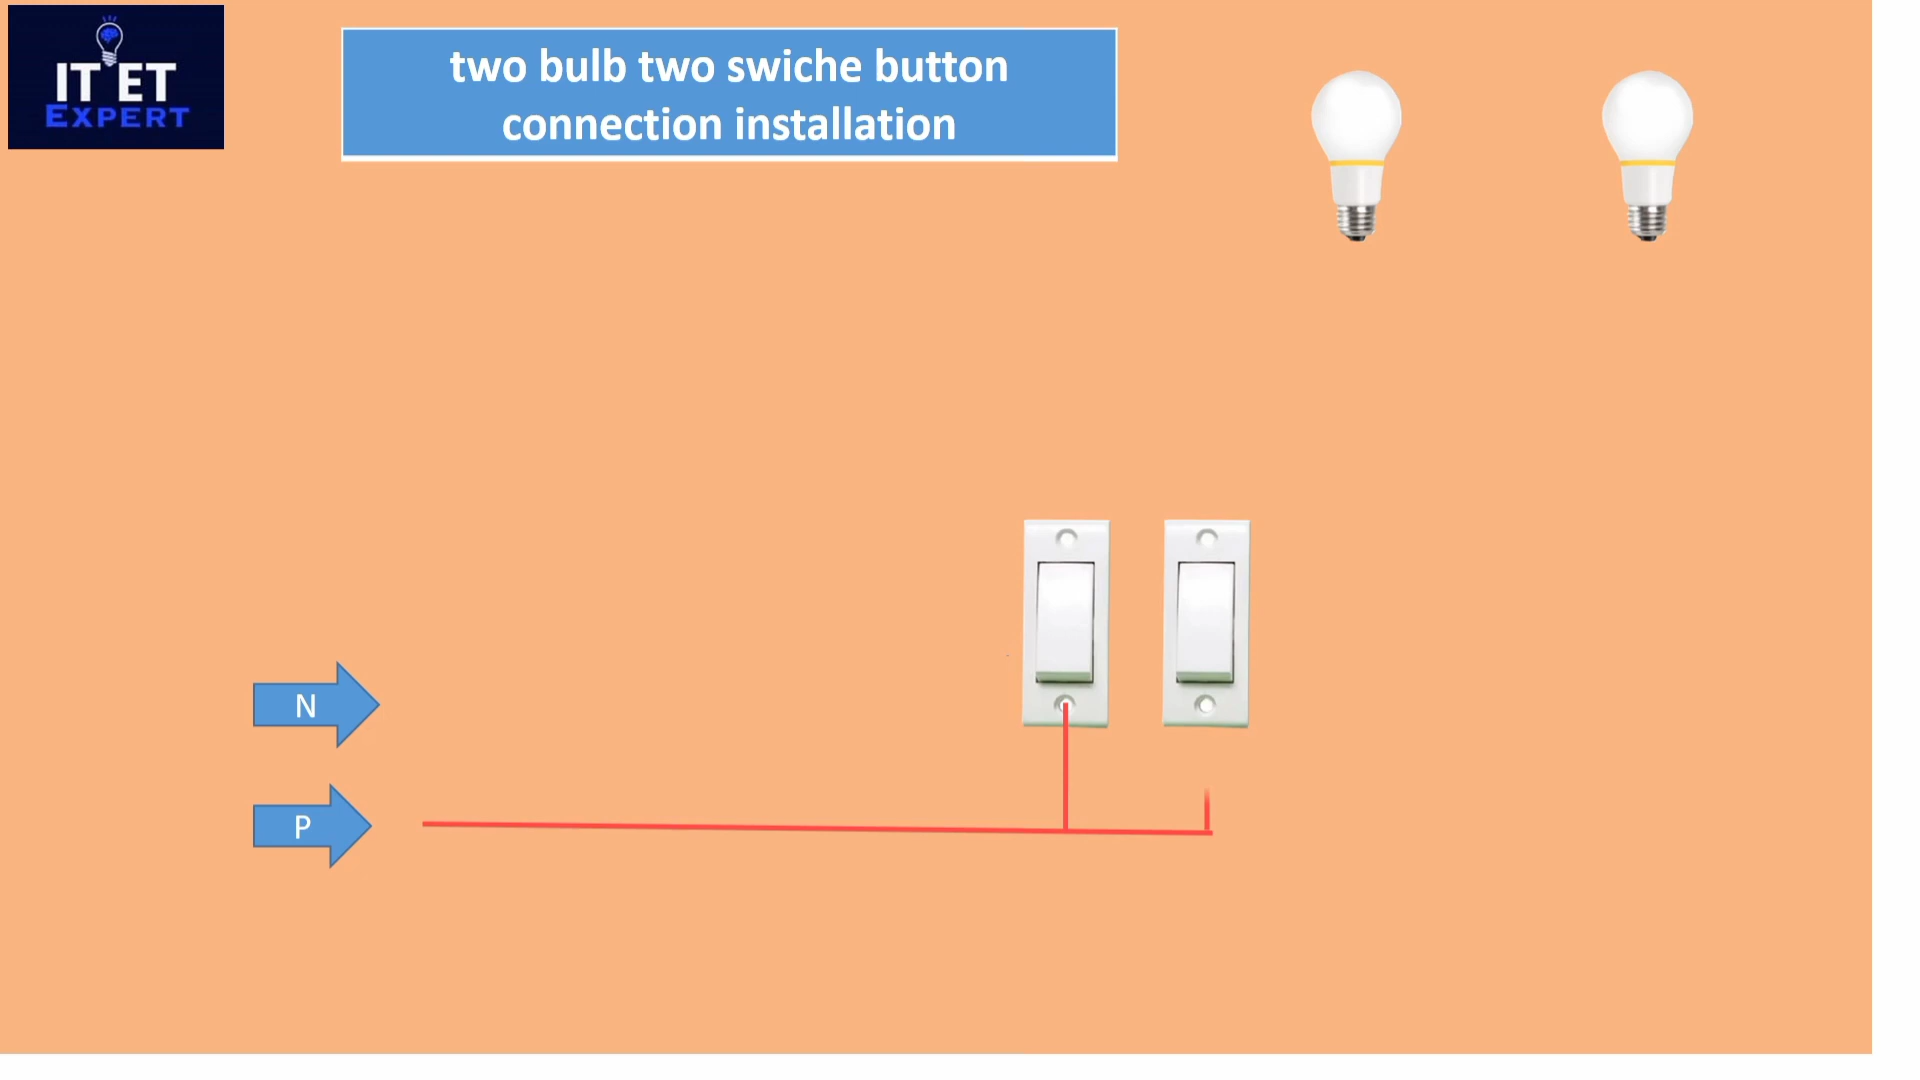 IT ET
EXPERT
two bulb two swiche button
connection installation
N
P